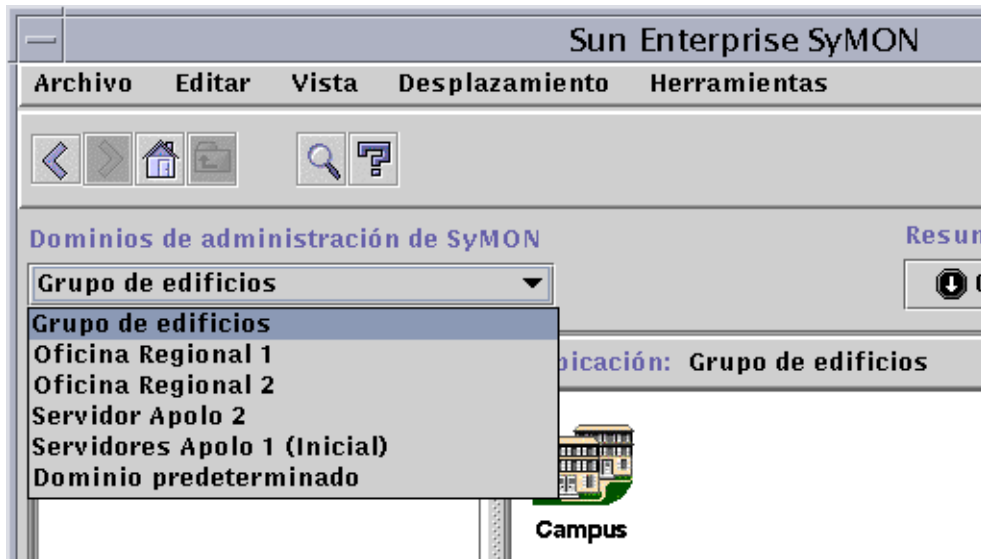 Sun Enterprise SyMON
Archivo Editar Vista Desplazamiento Herramientas
Dominios de administración de SyMON
Grupo de edificios
Grupo de edificios
Oficina Regional 1
Oficina Regional 2
Servidor Apolo 2
Servidores Apolo 1 (Inicial)
Dominio predeterminado
Grupo de edificios
Campus